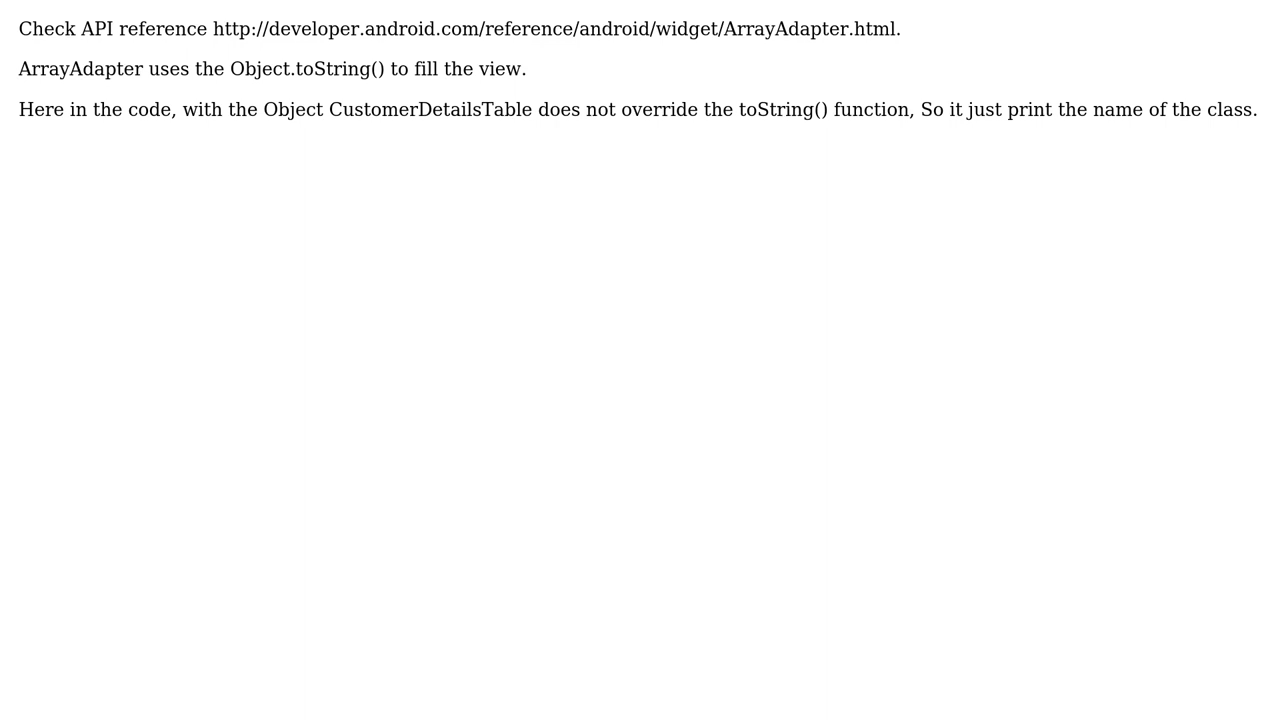 Check API reference http://developer.android.com/reference/android/widget/ArrayAdapter.html.
ArrayAdapter uses the Object.toString() to fill the view.
Here in the code, with the Object CustomerDetailsTable does not override the toString() function, So it just print the name of the class.